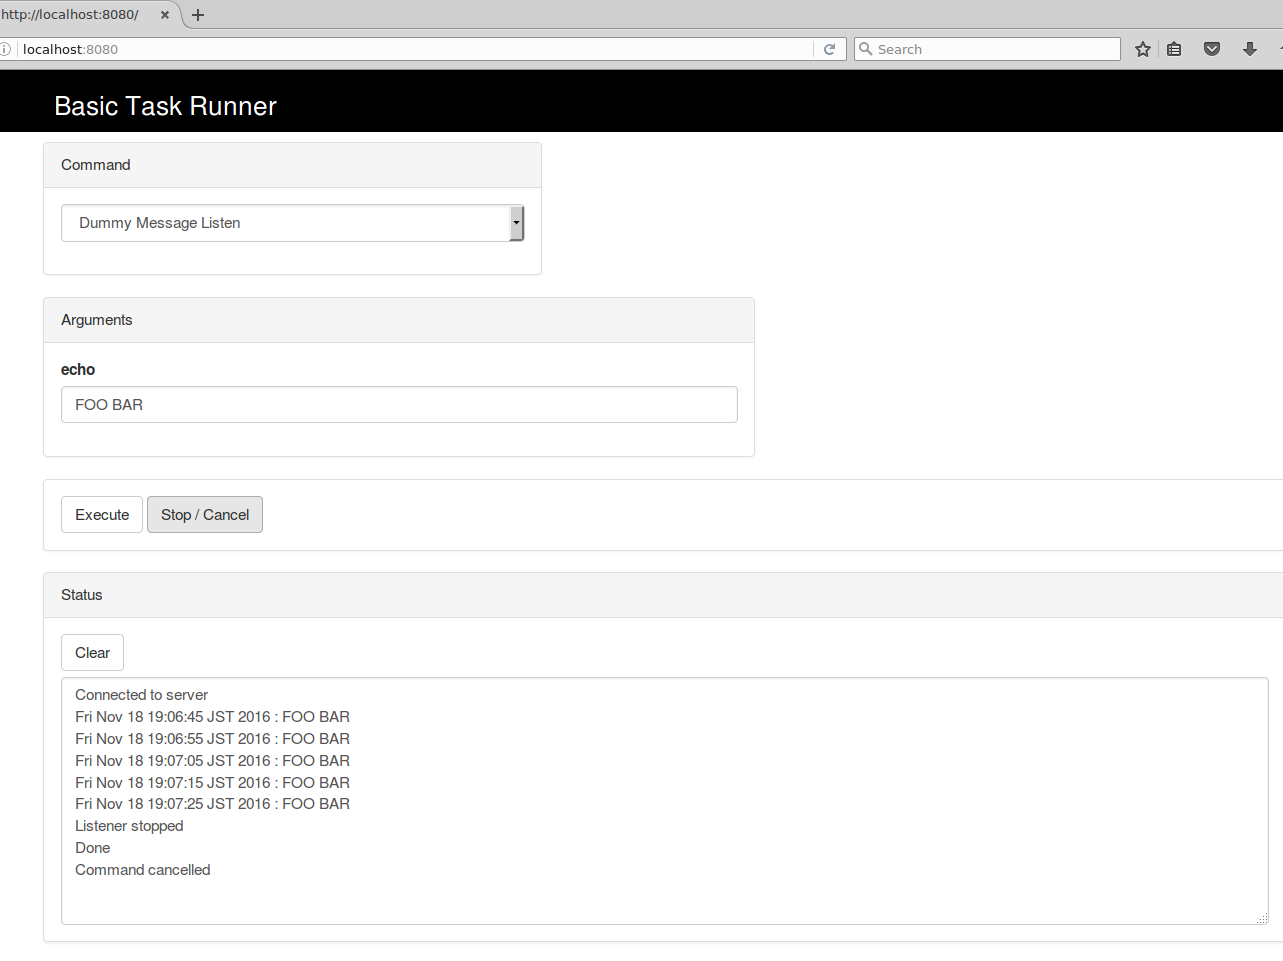 http://localhost:8080/
localhost:8080
Search
Basic Task Runner
Command
Dummy Message Listen
Arguments
echo
FOO BAR
Execute Stop / Cancel
Status
Clear
Connected to server
Fri Nov 18 19:06:45 JST 2016 : FOO BAR
Fri Nov 18 19:06:55 JST 2016 : FOO BAR
Fri Nov 18 19:07:05 JST 2016 : FOO BAR
Fri Nov 18 19:07:15 JST 2016 : FOO BAR
Fri Nov 18 19:07:25 JST 2016 : FOO BAR
Listener stopped
Done
Command cancelled